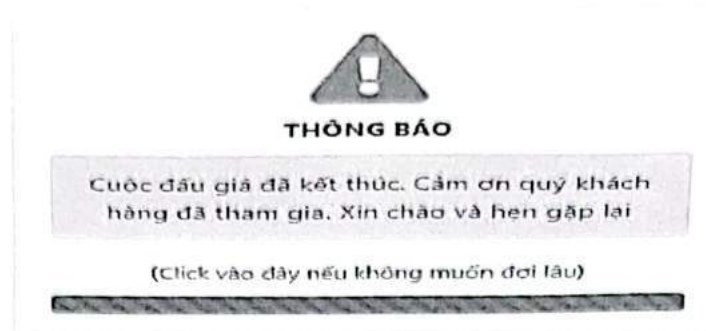 THÔNG BÁO
Cuộc đấu giá đã kết thúc. Cảm ơn quý khách
hàng đã tham gia. Xin chào và hẹn gặp lại
(Click vào đây nếu không muốn đợi lâu)